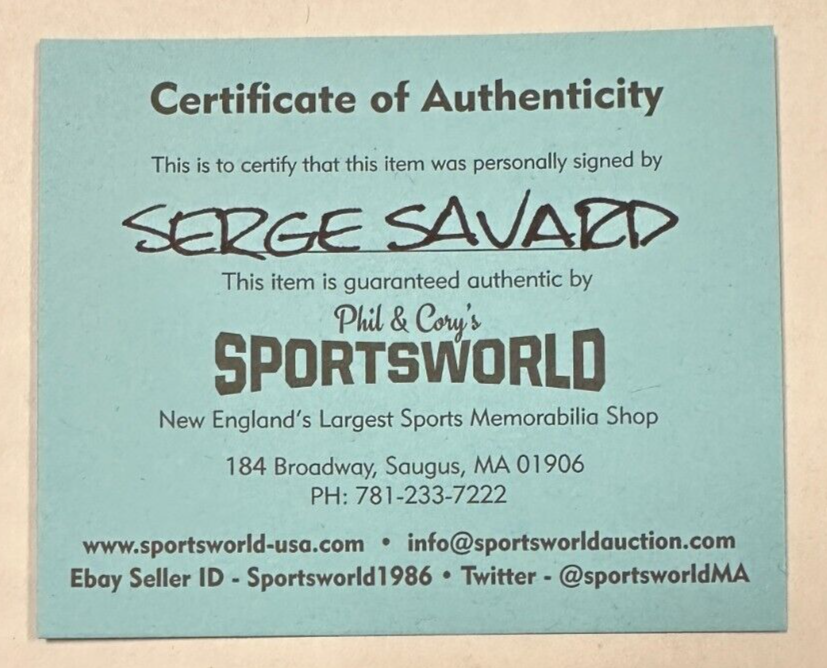 Certificate of Authenticity
This is to certify that this item was personally signed by
SERGE SAVARD
This item is guaranteed authentic by
Phil & Cory's
SPORTSWORLD
New England's Largest Sports Memorabilia Shop
184 Broadway, Saugus, MA 01906
PH: 781-233-7222
www.sportsworld-usa.com • info@sportsworldauction.com
Ebay Seller ID - Sportsworld1986 • Twitter - @sportsworldMA